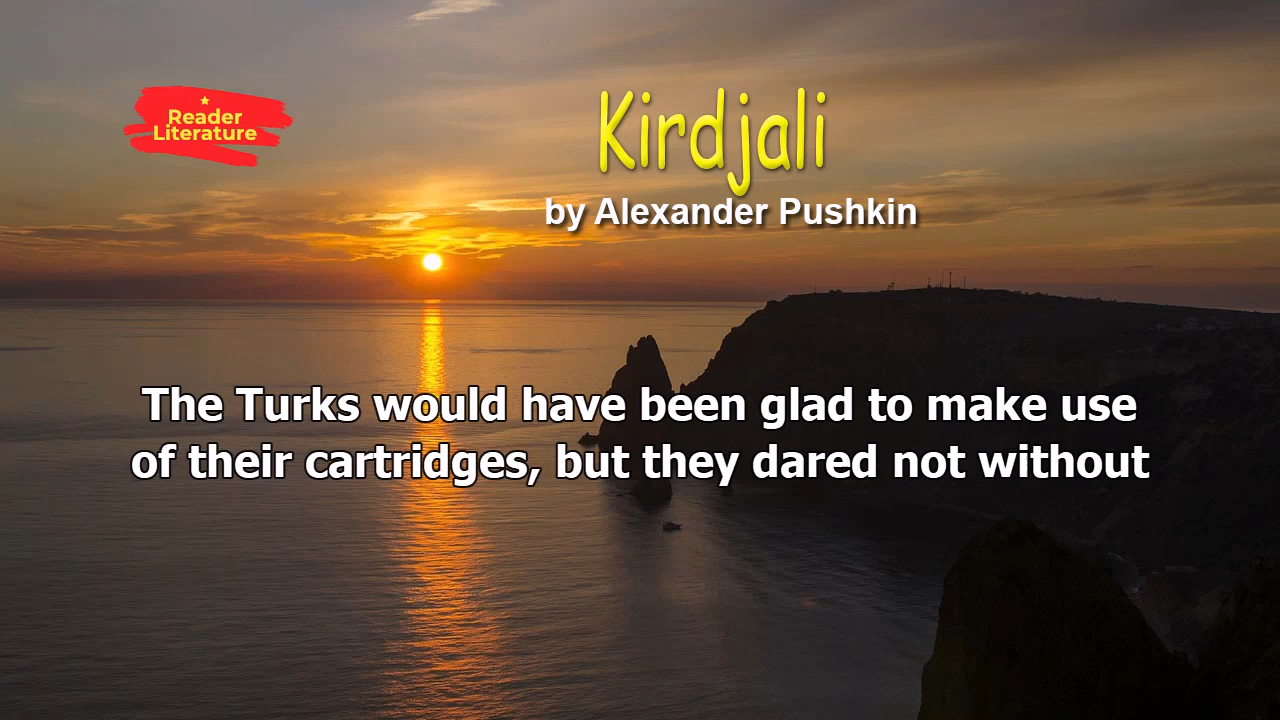 Reader
Literature
Kirdjali
by Alexander Pushkin
The Turks would have been glad to make use
of their cartridges, but they dared not without